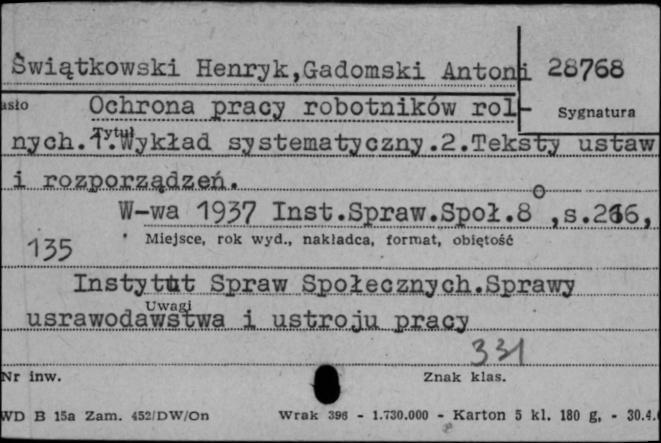 Świątkowski Henryk,Gadomski Antoni 28768
asło Ochrona pracy robotników rol- Sygnatura
Tytuł
nych.1.Wykład systematyczny.2.Teksty ustaw
i rozporządzeń.
W-wa 1937 Inst.Spraw.Społ.8o,s.266,
135 Miejsce, rok wyd., nakładca, format, objętość
Instytut Spraw Społecznych.Sprawy
Uwagi
usrawodawstwa i ustroju pracy
331
Nr inw. Znak klas.
WD B 15a Zam. 452/DW/On Wrak 396 - 1.730.000 - Karton 5 kl. 180 g. - 30.4.